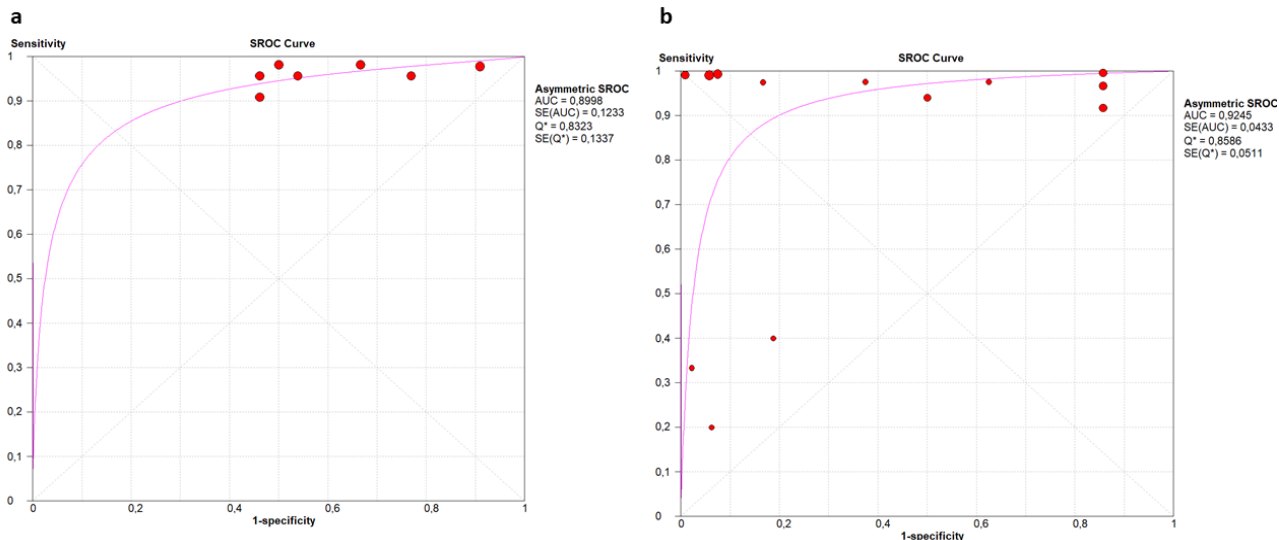 a
Sensitivity SROC Curve
1
0,9
0,8
0,7
0,6
0,5
0,4
0,3
0,2
0,1
0
0 0,2 0,4 0,6 0,8 1
1-specificity
Asymmetric SROC
AUC = 0,8998
SE(AUC) = 0,1233
Q* = 0,8323
SE(Q*) = 0,1337
b
Sensitivity SROC Curve
1
0,9
0,8
0,7
0,6
0,5
0,4
0,3
0,2
0,1
0
0 0,2 0,4 0,6 0,8 1
1-specificity
Asymmetric SROC
AUC = 0,9245
SE(AUC) = 0,0433
Q* = 0,8586
SE(Q*) = 0,0511